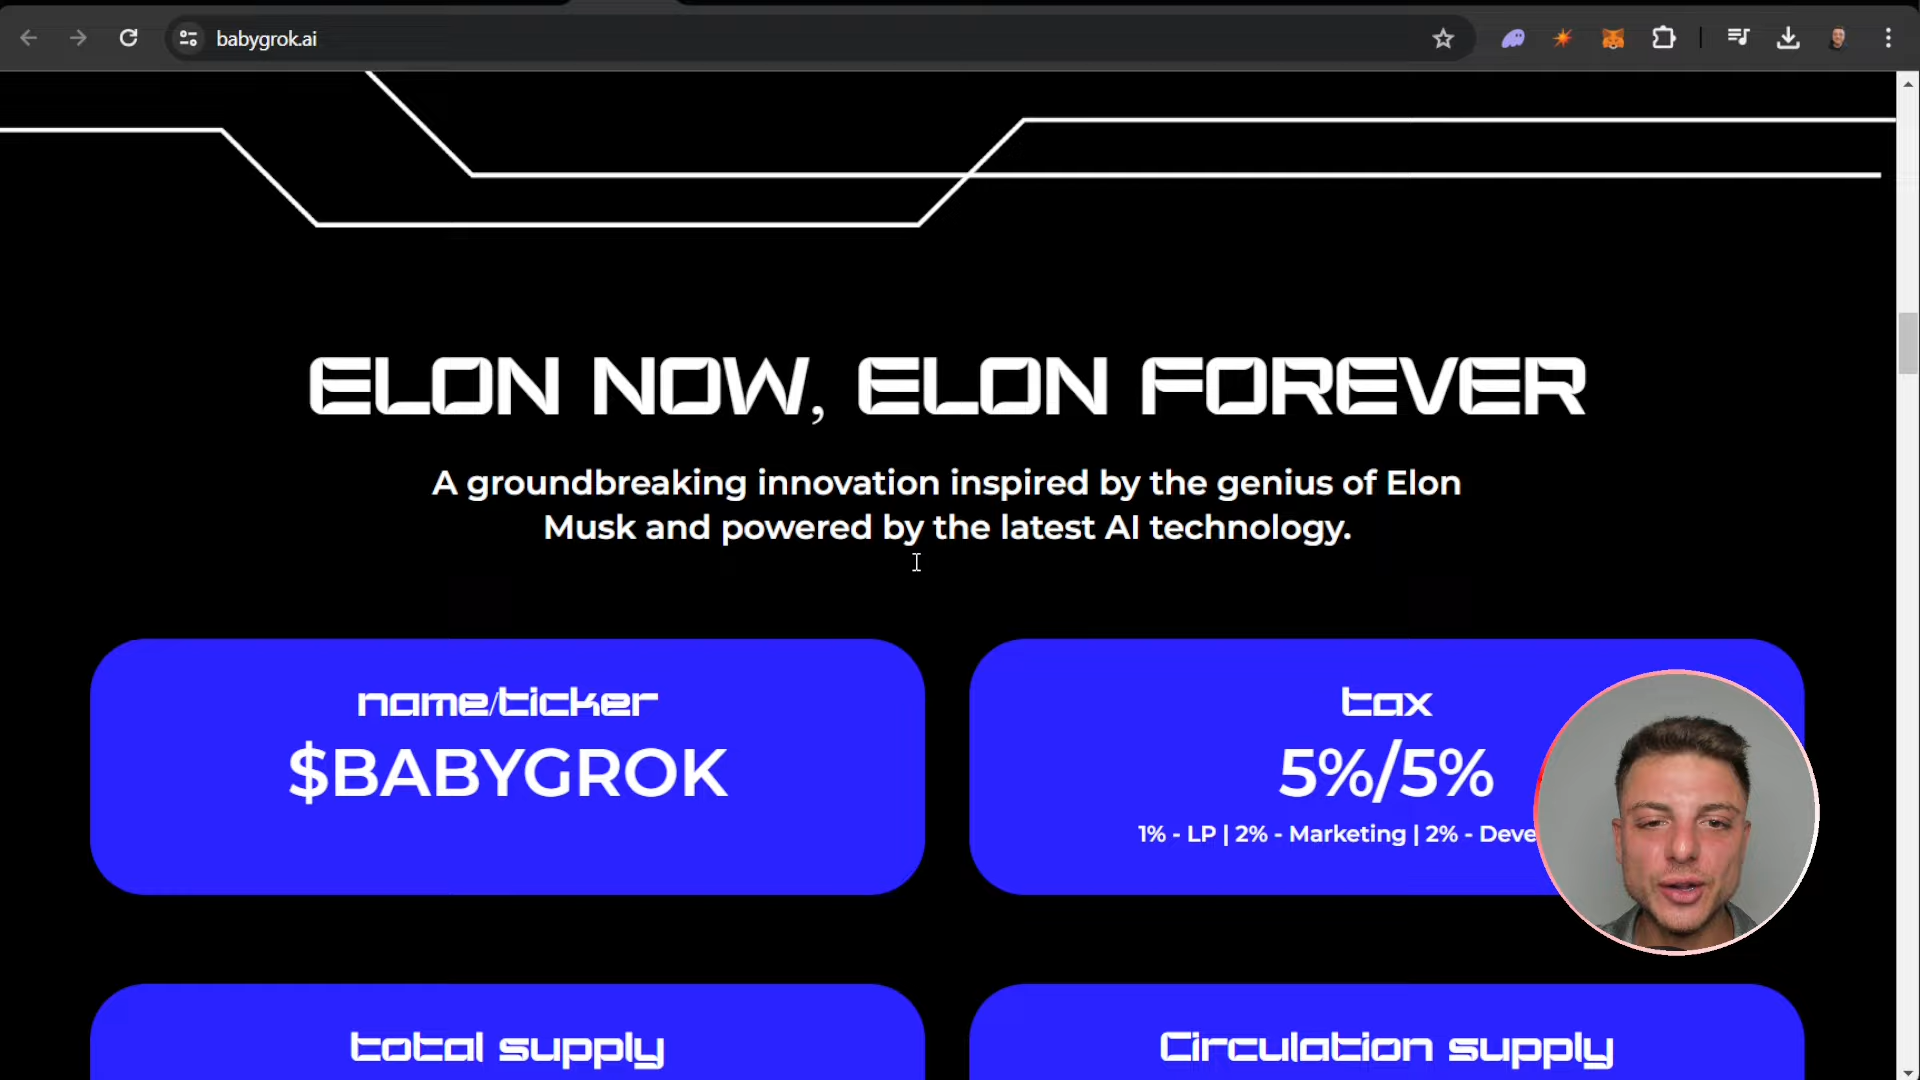 babygrok.ai
ELON NOW, ELON FOREVER
A groundbreaking innovation inspired by the genius of Elon
Musk and powered by the latest AI technology.
name/ticker
$BABYGROK
tax
5%/5%
1% - LP | 2% - Marketing | 2% - Deve
total supply
Circulation supply